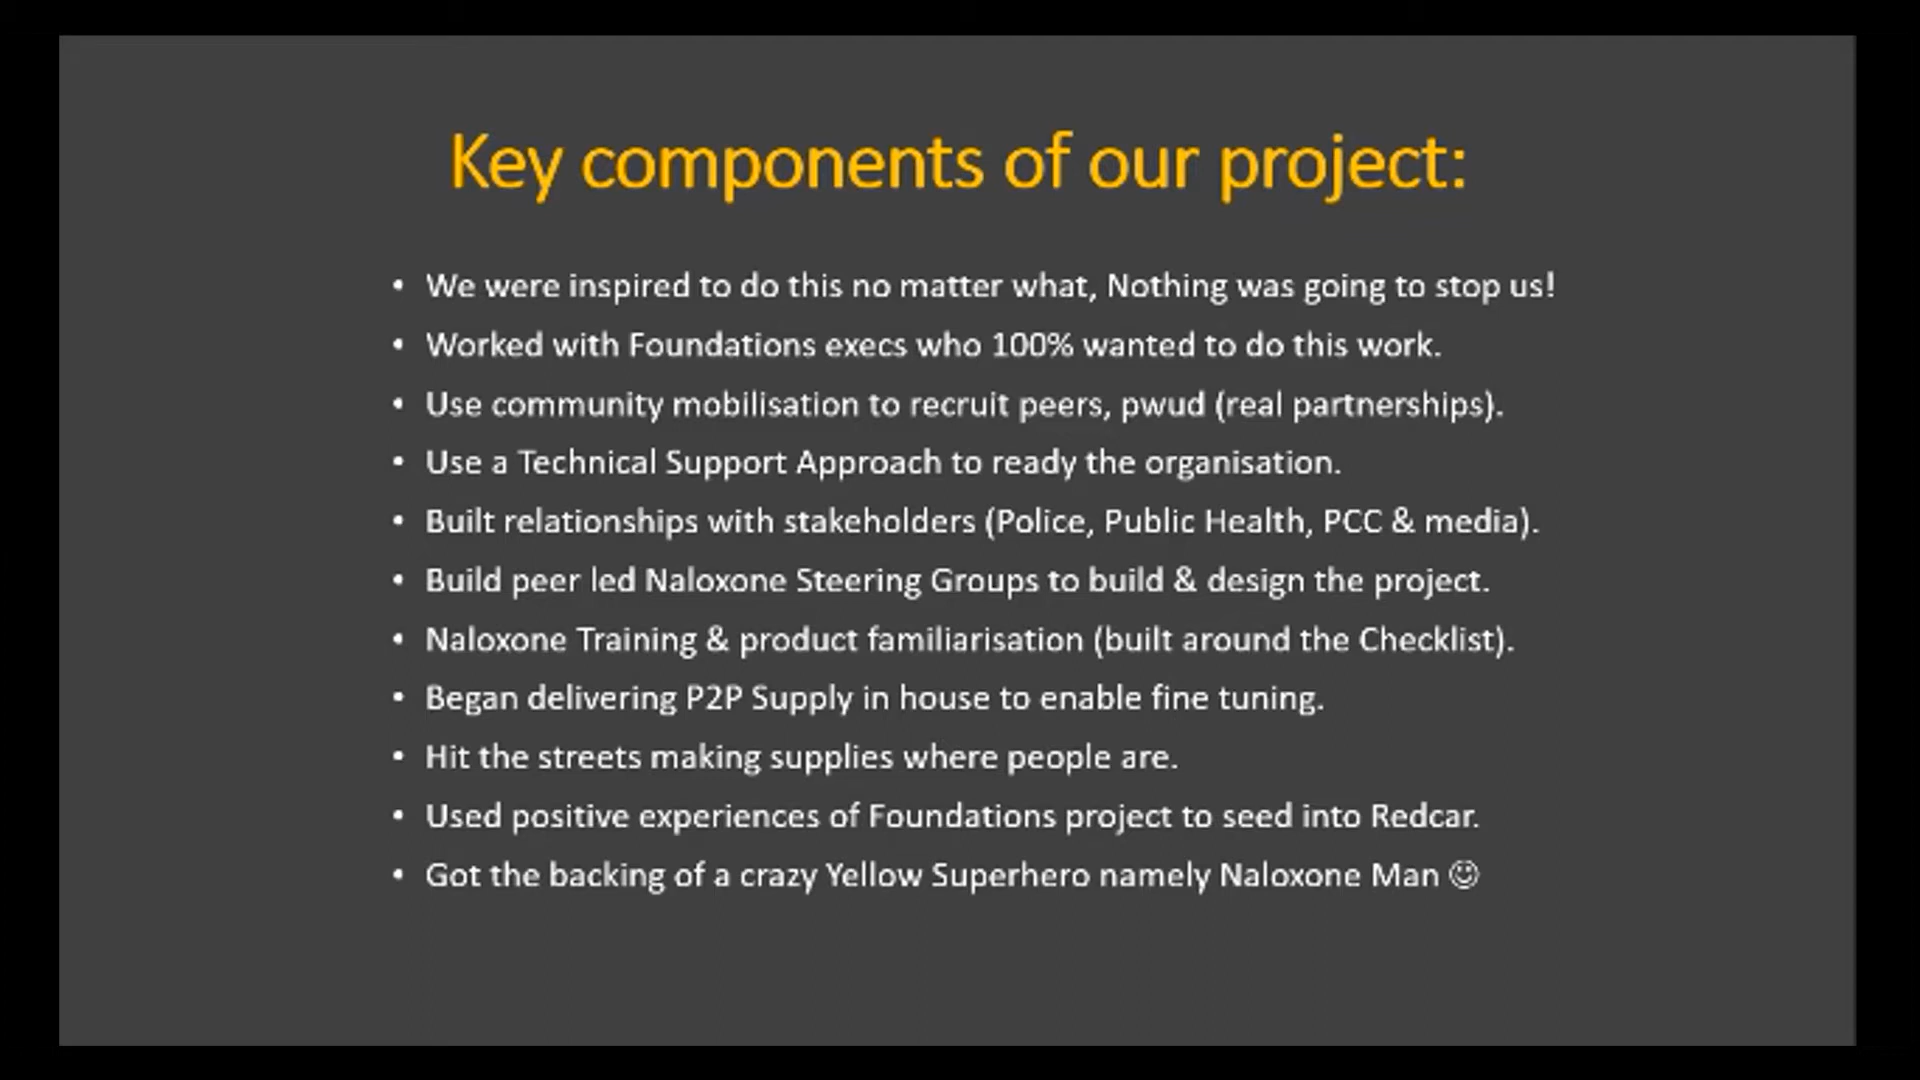 Key components of our project:
• We were inspired to do this no matter what, Nothing was going to stop us!
• Worked with Foundations execs who 100% wanted to do this work.
• Use community mobilisation to recruit peers, pwud (real partnerships).
• Use a Technical Support Approach to ready the organisation.
• Built relationships with stakeholders (Police, Public Health, PCC & media).
• Build peer led Naloxone Steering Groups to build & design the project.
• Naloxone Training & product familiarisation (built around the Checklist).
• Began delivering P2P Supply in house to enable fine tuning.
• Hit the streets making supplies where people are.
• Used positive experiences of Foundations project to seed into Redcar.
• Got the backing of a crazy Yellow Superhero namely Naloxone Man ☺